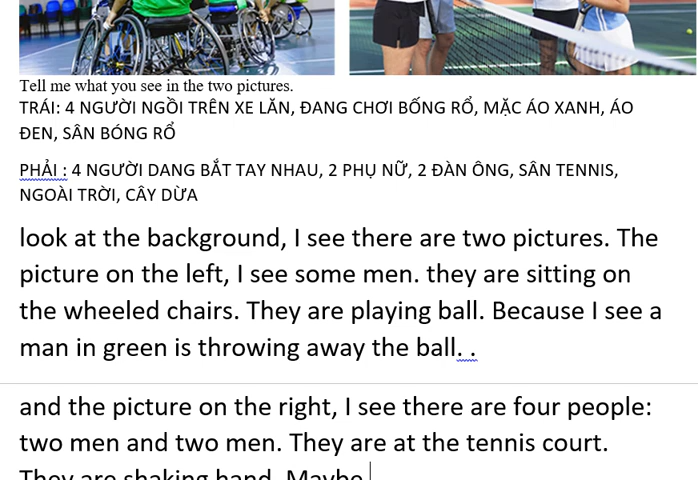 Tell me what you see in the two pictures.
TRÁI: 4 NGƯỜI NGỒI TRÊN XE LĂN, ĐANG CHƠI BỐNG RỔ, MẶC ÁO XANH, ÁO
ĐEN, SÂN BÓNG RỔ
PHẢI : 4 NGƯỜI DANG BẮT TAY NHAU, 2 PHỤ NỮ, 2 ĐÀN ÔNG, SÂN TENNIS,
NGOÀI TRỜI, CÂY DỪA
look at the background, I see there are two pictures. The
picture on the left, I see some men. they are sitting on
the wheeled chairs. They are playing ball. Because I see a
man in green is throwing away the ball. .
and the picture on the right, I see there are four people:
two men and two men. They are at the tennis court.
They are shaking hand. Maybe